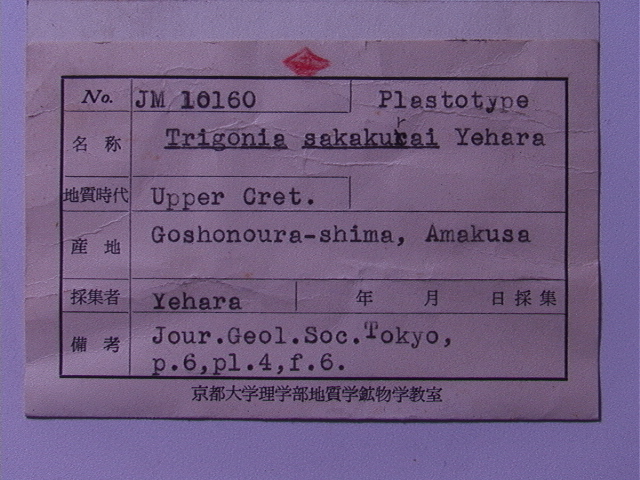 No. JM 10160 Plastotype
名称 Trigonia sakakurai Yehara
地質時代 Upper Cret.
産地 Goshonoura-shima, Amakusa
採集者 Yehara 年 月 日採集
備考 Jour.Geol.Soc.Tokyo,
p.6,pl.4,f.6.
京都大学理学部地質学鉱物学教室